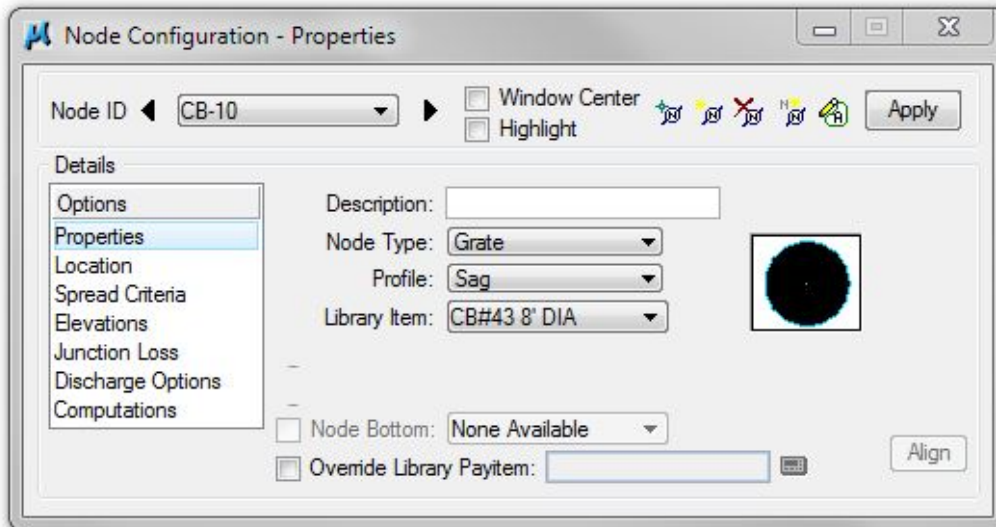 Node Configuration - Properties
Node ID CB-10 Window Center Highlight Apply
Details
Options
Properties
Location
Spread Criteria
Elevations
Junction Loss
Discharge Options
Computations
Description:
Node Type: Grate
Profile: Sag
Library Item: CB#43 8' DIA
Node Bottom: None Available
Override Library Payitem:
Align